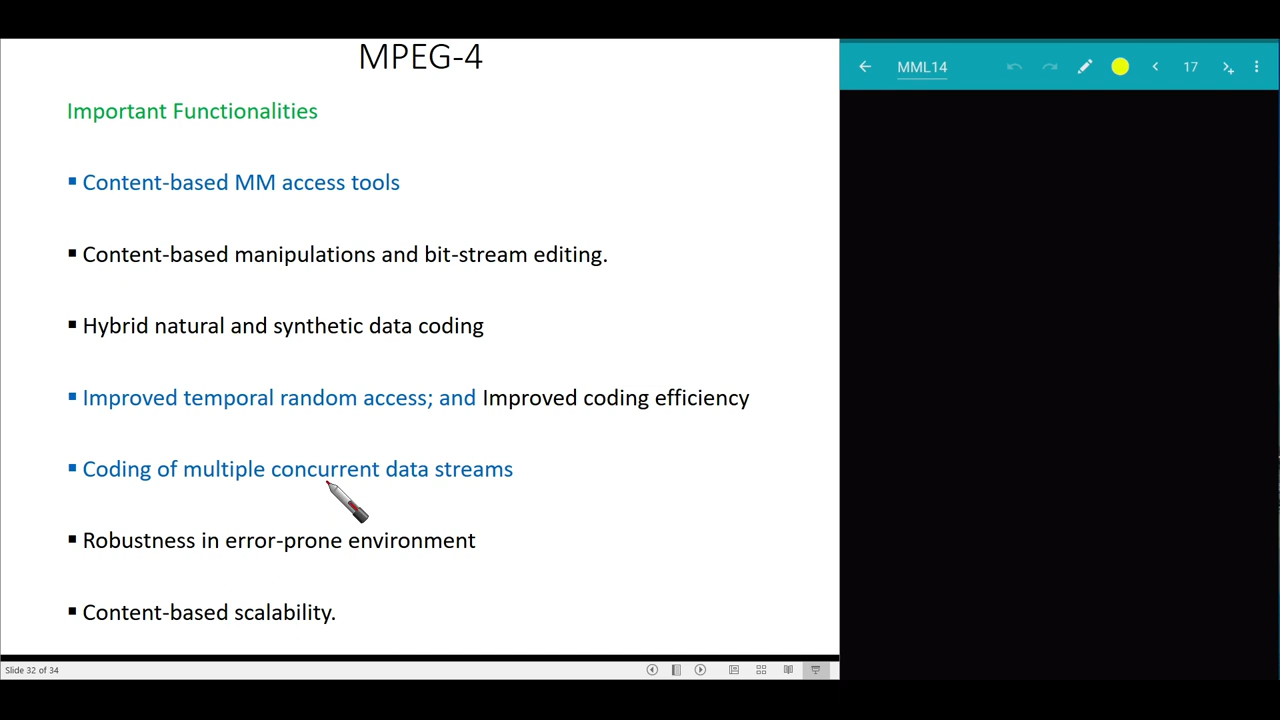 MPEG-4
Important Functionalities
▪ Content-based MM access tools
▪ Content-based manipulations and bit-stream editing.
▪ Hybrid natural and synthetic data coding
▪ Improved temporal random access; and Improved coding efficiency
▪ Coding of multiple concurrent data streams
▪ Robustness in error-prone environment
▪ Content-based scalability.
Slide 32 of 34
MML14
17